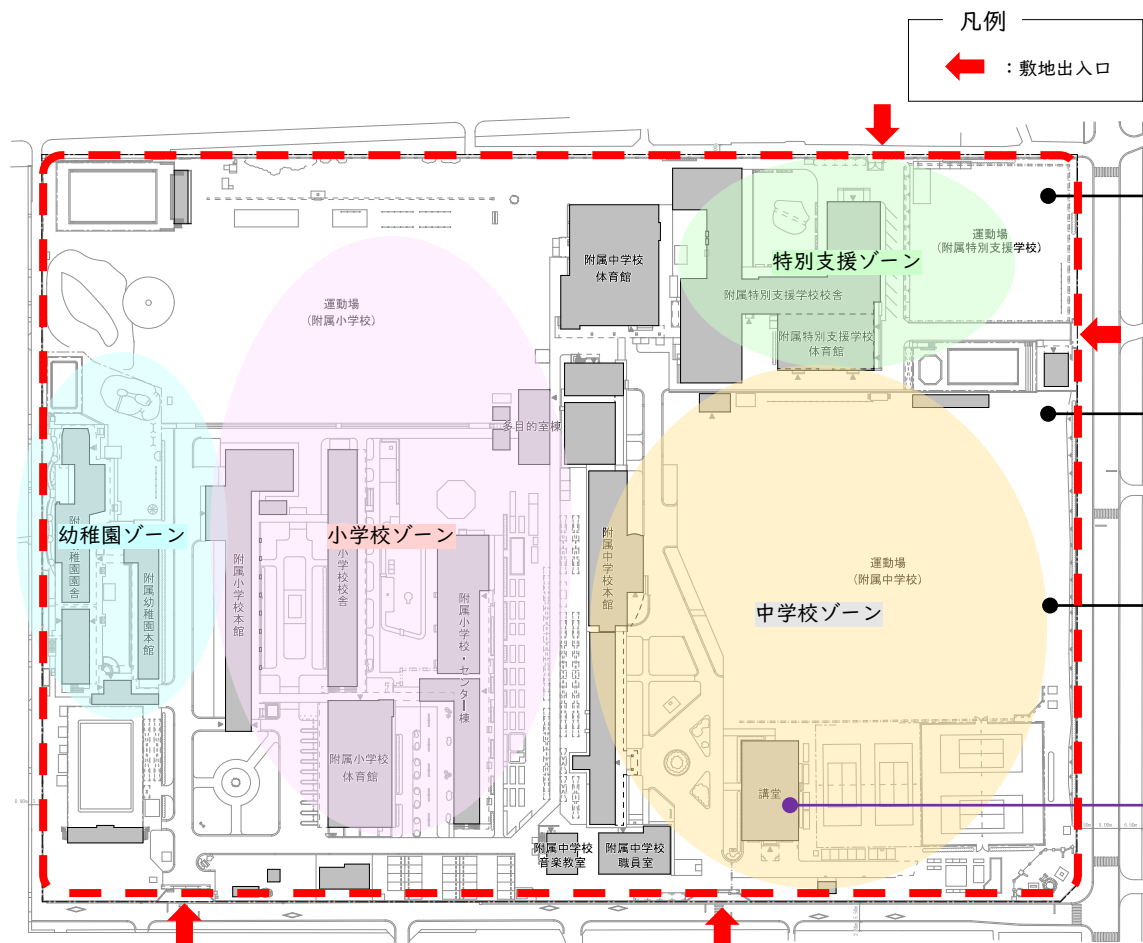 凡例
：敷地出入口
運動場
（附属特別支援学校）
附属中学校
体育館
特別支援ゾーン
附属特別支援学校校舎
運動場
（附属小学校）
附属特別支援学校
体育館
多目的室棟
幼稚園ゾーン
小学校ゾーン
附属幼稚園本館
附属小学校本館
小学校校舎
附属小学校・センター棟
附属中学校本館
運動場
（附属中学校）
中学校ゾーン
附属小学校
体育館
講堂
附属中学校
音楽教室
附属中学校
職員室